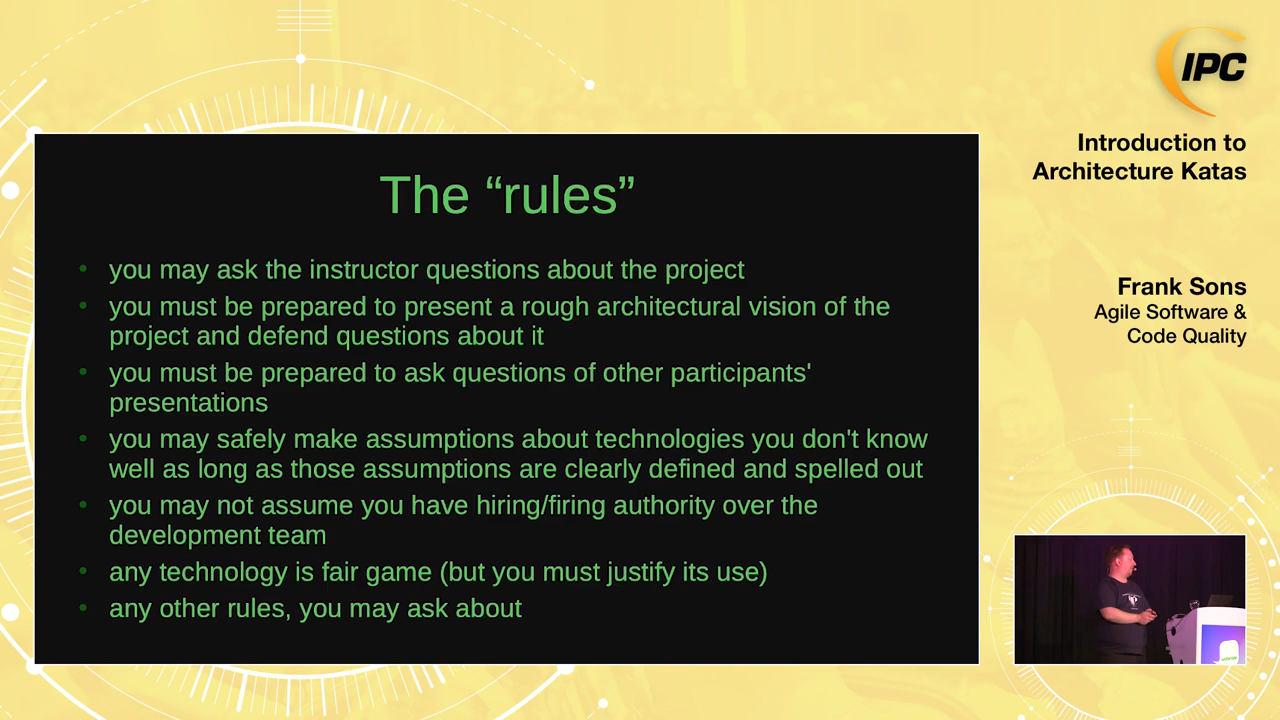 IPC
Introduction to
Architecture Katas
Frank Sons
Agile Software &
Code Quality
The “rules”
• you may ask the instructor questions about the project
• you must be prepared to present a rough architectural vision of the
project and defend questions about it
• you must be prepared to ask questions of other participants'
presentations
• you may safely make assumptions about technologies you don't know
well as long as those assumptions are clearly defined and spelled out
• you may not assume you have hiring/firing authority over the
development team
• any technology is fair game (but you must justify its use)
• any other rules, you may ask about